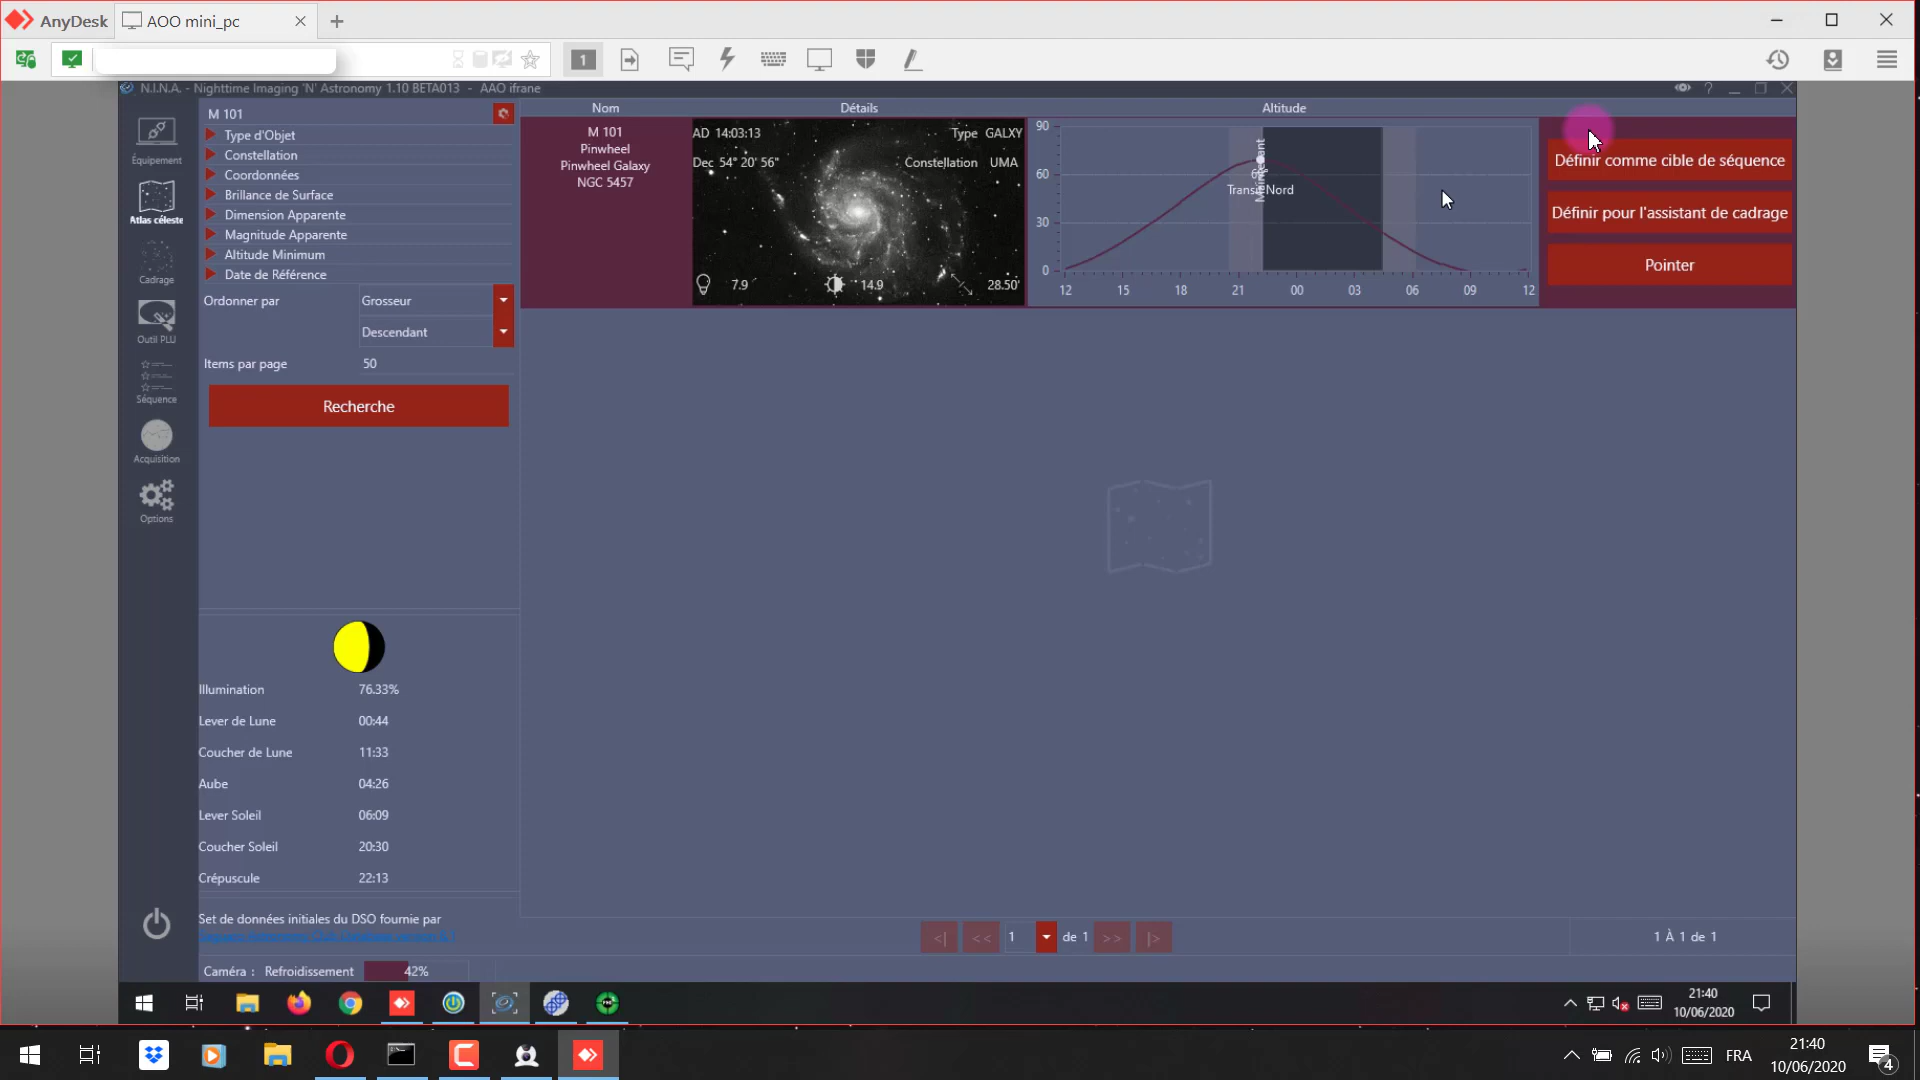 AnyDesk
AOO mini_pc
1
N.I.N.A. - Nighttime Imaging 'N' Astronomy 1.10 BETA013 - AAO ifrane
?
Équipement
Atlas céleste
Cadrage
Outil PLU
Séquence
Acquisition
Options
M 101
Type d'Objet
Constellation
Coordonnées
Brillance de Surface
Dimension Apparente
Magnitude Apparente
Altitude Minimum
Date de Référence
Ordonner par
Grosseur
Descendant
Items par page
50
Recherche
Illumination 76.33%
Lever de Lune 00:44
Coucher de Lune 11:33
Aube 04:26
Lever Soleil 06:09
Coucher Soleil 20:30
Crépuscule 22:13
Set de données initiales du DSO fournie par
Caméra : Refroidissement 42%
Nom Détails Altitude
M 101
Pinwheel
Pinwheel Galaxy
NGC 5457
AD 14:03:13 Type GALXY
Dec 54° 20' 56" Constellation UMA
7.9 14.9 28.50'
90
60
30
0
12 15 18 21 00 03 06 09 12
Transit Nord
Définir comme cible de séquence
Définir pour l'assistant de cadrage
Pointer
<| << 1 de 1 >> |>
1 À 1 de 1
21:40
10/06/2020
FRA
21:40
10/06/2020
4